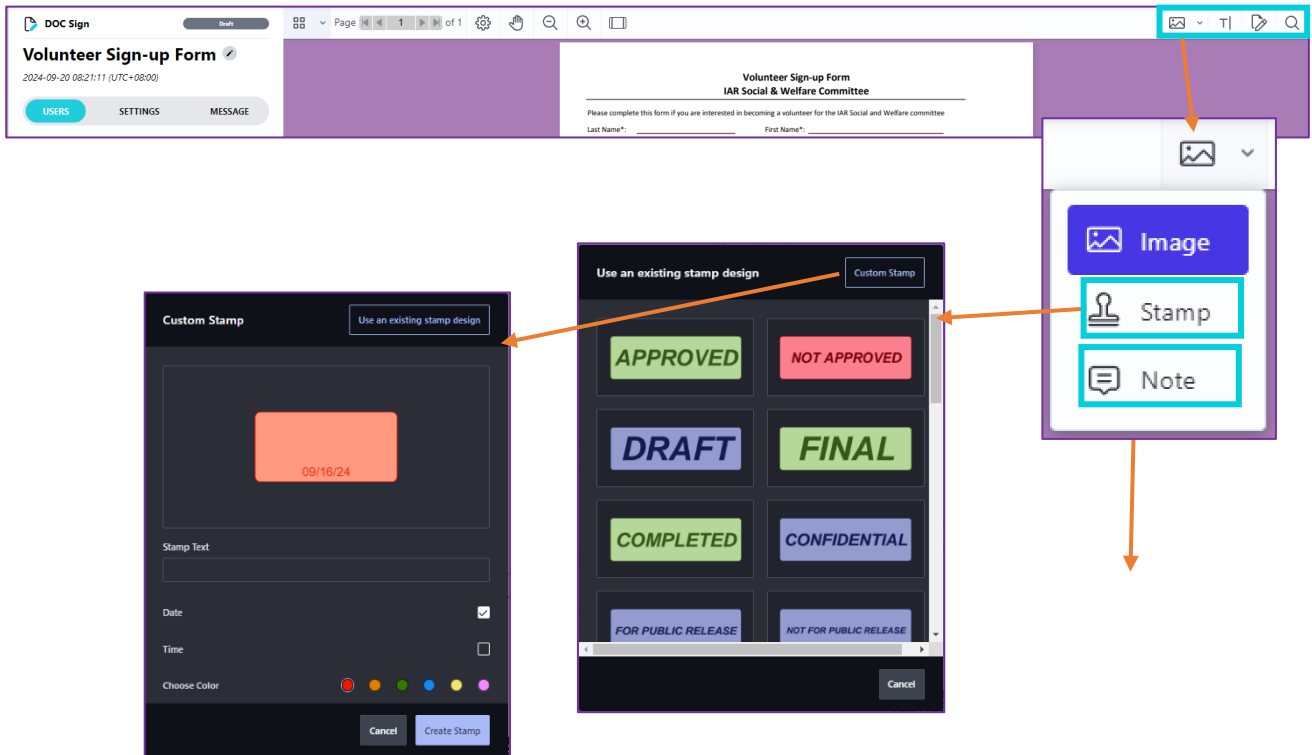 DOC Sign
Draft
Page 1 of 1
T|
Volunteer Sign-up Form
2024-09-20 08:21:11 (UTC+08:00)
USERS SETTINGS MESSAGE
Volunteer Sign-up Form
IAR Social & Welfare Committee
Please complete this form if you are interested in becoming a volunteer for the IAR Social and Welfare committee
Last Name*: First Name*:
Image
Stamp
Note
Use an existing stamp design
Custom Stamp
APPROVED
NOT APPROVED
DRAFT
FINAL
COMPLETED
CONFIDENTIAL
FOR PUBLIC RELEASE
NOT FOR PUBLIC RELEASE
Cancel
Custom Stamp
Use an existing stamp design
09/16/24
Stamp Text
Date
Time
Choose Color
Cancel
Create Stamp